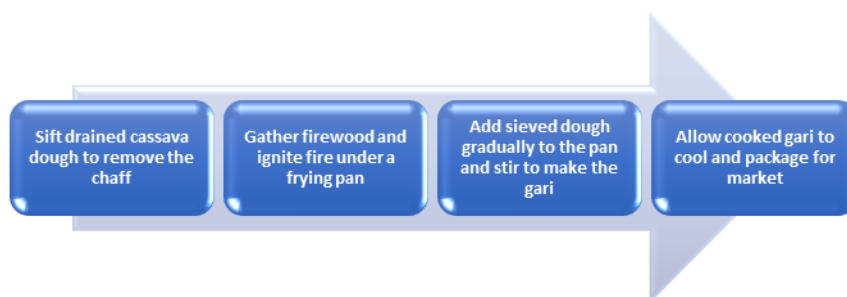 Sift drained cassava
dough to remove the
chaff
Gather firewood and
ignite fire under a
frying pan
Add sieved dough
gradually to the pan
and stir to make the
gari
Allow cooked gari to
cool and package for
market